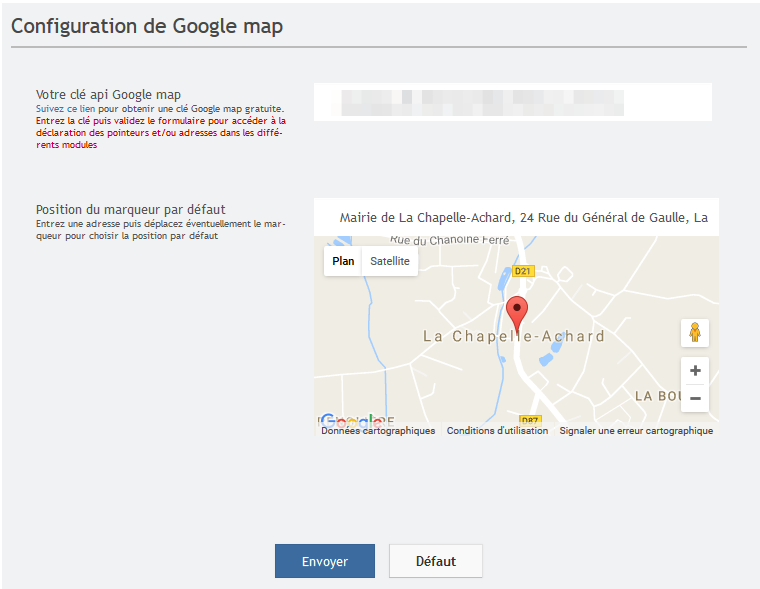 Configuration de Google map
Votre clé api Google map
Suivez ce lien pour obtenir une clé Google map gratuite.
Entrez la clé puis validez le formulaire pour accéder à la
déclaration des pointeurs et/ou adresses dans les diffé-
rents modules
Position du marqueur par défaut
Entrez une adresse puis déplacez éventuellement le mar-
queur pour choisir la position par défaut
Mairie de La Chapelle-Achard, 24 Rue du Général de Gaulle, La
Rue du Chanoine Ferré
Plan
Satellite
D21
La Chapelle-Achard
LA BOU
D87
Google
Données cartographiques
Conditions d'utilisation
Signaler une erreur cartographique
Envoyer
Défaut